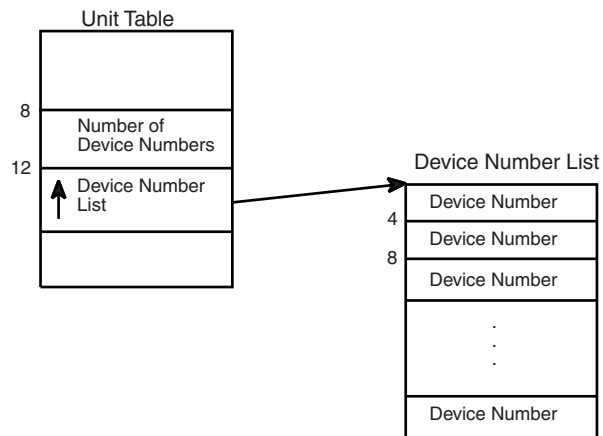 Unit Table
8
Number of
Device Numbers
12
Device Number
List
Device Number List
Device Number
4
Device Number
8
Device Number
.
.
.
Device Number